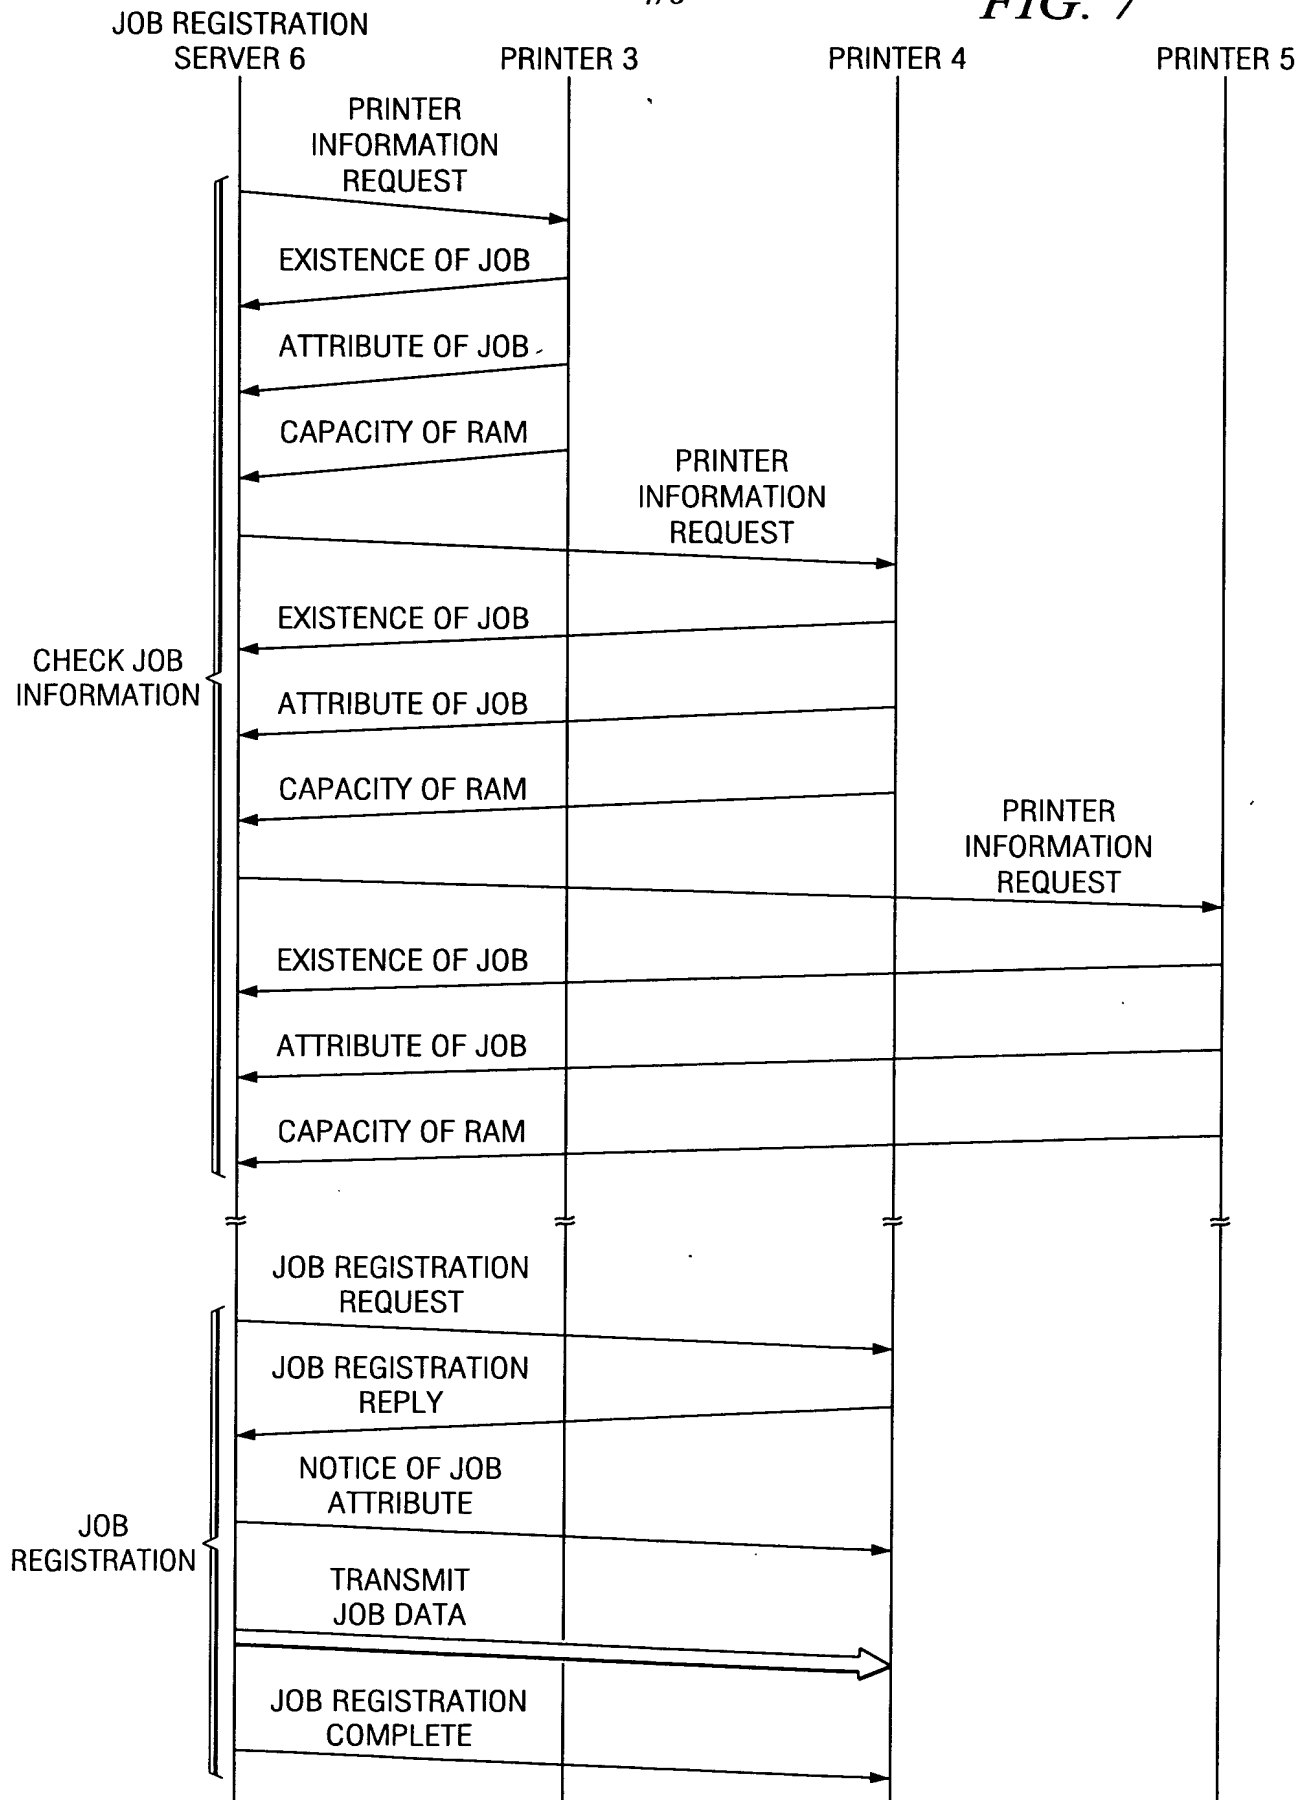 FIG. 7
JOB REGISTRATION
SERVER 6
PRINTER 3
PRINTER 4
PRINTER 5
PRINTER
INFORMATION
REQUEST
EXISTENCE OF JOB
ATTRIBUTE OF JOB
CAPACITY OF RAM
PRINTER
INFORMATION
REQUEST
EXISTENCE OF JOB
CHECK JOB
INFORMATION
ATTRIBUTE OF JOB
CAPACITY OF RAM
PRINTER
INFORMATION
REQUEST
EXISTENCE OF JOB
ATTRIBUTE OF JOB
CAPACITY OF RAM
JOB REGISTRATION
REQUEST
JOB REGISTRATION
REPLY
NOTICE OF JOB
ATTRIBUTE
JOB
REGISTRATION
TRANSMIT
JOB DATA
JOB REGISTRATION
COMPLETE